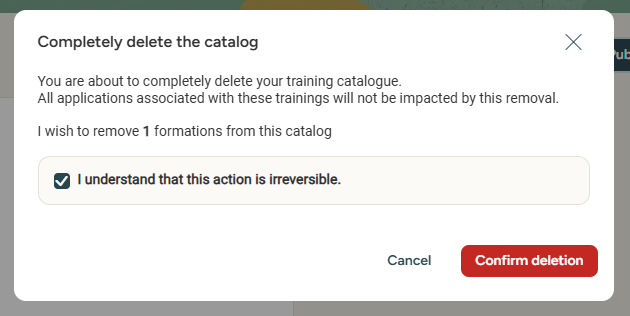 Completely delete the catalog
You are about to completely delete your training catalogue.
All applications associated with these trainings will not be impacted by this removal.
I wish to remove 1 formations from this catalog
I understand that this action is irreversible.
Cancel
Confirm deletion